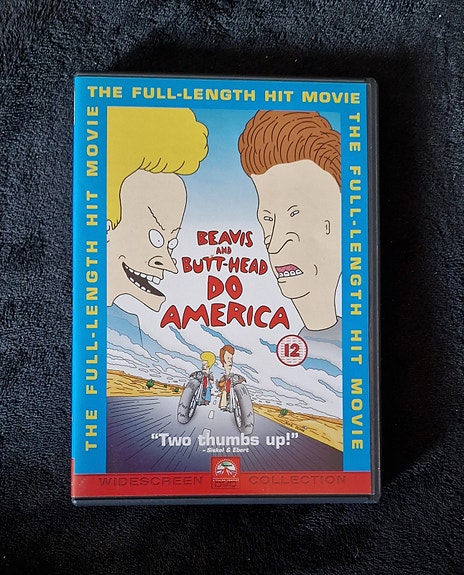 THE FULL-LENGTH HIT MOVIE
THE FULL-LENGTH HIT MOVIE
THE FULL-LENGTH HIT MOVIE
BEAVIS
AND
BUTT-HEAD
DO
AMERICA
12
"Two thumbs up!"
-Siskel & Ebert
WIDESCREEN DVD COLLECTION